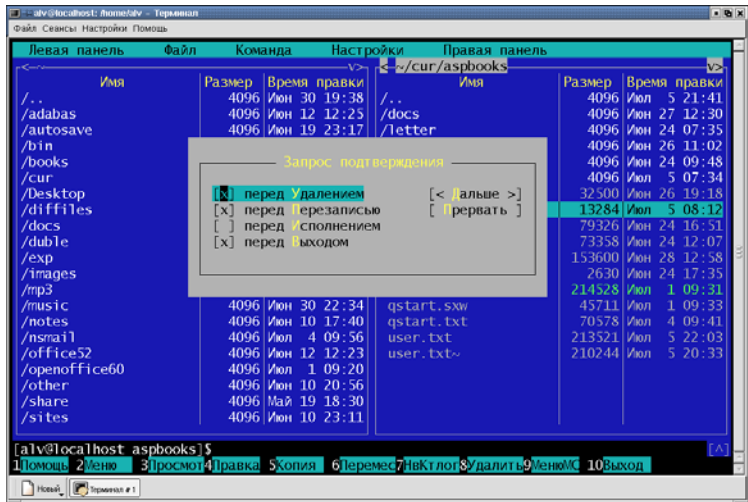 alv@localhost: /home/alv - Терминал
Файл Сеансы Настройки Помощь
Левая панель Файл Команда Настройки Правая панель
<-~ v> < ~/cur/aspbooks v>
Имя Размер Время правки Имя Размер Время правки
/.. 4096 Июн 30 19:38 /.. 4096 Июл 5 21:41
/adabas 4096 Июн 12 12:25 /docs 4096 Июн 27 12:30
/autosave 4096 Июн 19 23:17 /letter 4096 Июн 24 07:35
/bin 4096 Июн 26 11:02
/books Запрос подтверждения 4096 Июн 24 09:48
/cur 4096 Июл 5 07:34
/Desktop [x] перед Удалением [< Дальше >] 32500 Июн 26 19:18
/diffiles [x] перед Перезаписью [ Прервать ] 13284 Июл 5 08:12
/docs [ ] перед Исполнением 79326 Июн 24 16:51
/duble [x] перед Выходом 73358 Июн 24 12:07
/exp 153600 Июн 28 12:58
/images 2630 Июн 24 17:35
/mp3 214528 Июл 1 09:31
/music 4096 Июн 30 22:34 qstart.sxw 45711 Июл 1 09:33
/notes 4096 Июн 10 17:40 qstart.txt 70578 Июл 4 09:41
/nsmail 4096 Июл 4 09:56 user.txt 213521 Июл 5 22:03
/office52 4096 Июн 12 12:23 user.txt~ 210244 Июл 5 20:33
/openoffice60 4096 Июл 1 09:20
/other 4096 Июн 10 20:56
/share 4096 Май 19 18:30
/sites 4096 Июн 10 23:11
[alv@localhost aspbooks]$ [^]
1Помощь 2Меню 3Просмот4Правка 5Копия 6Перемес7НвКтлог8Удалить9МенюMC 10Выход
Новый Терминал # 1